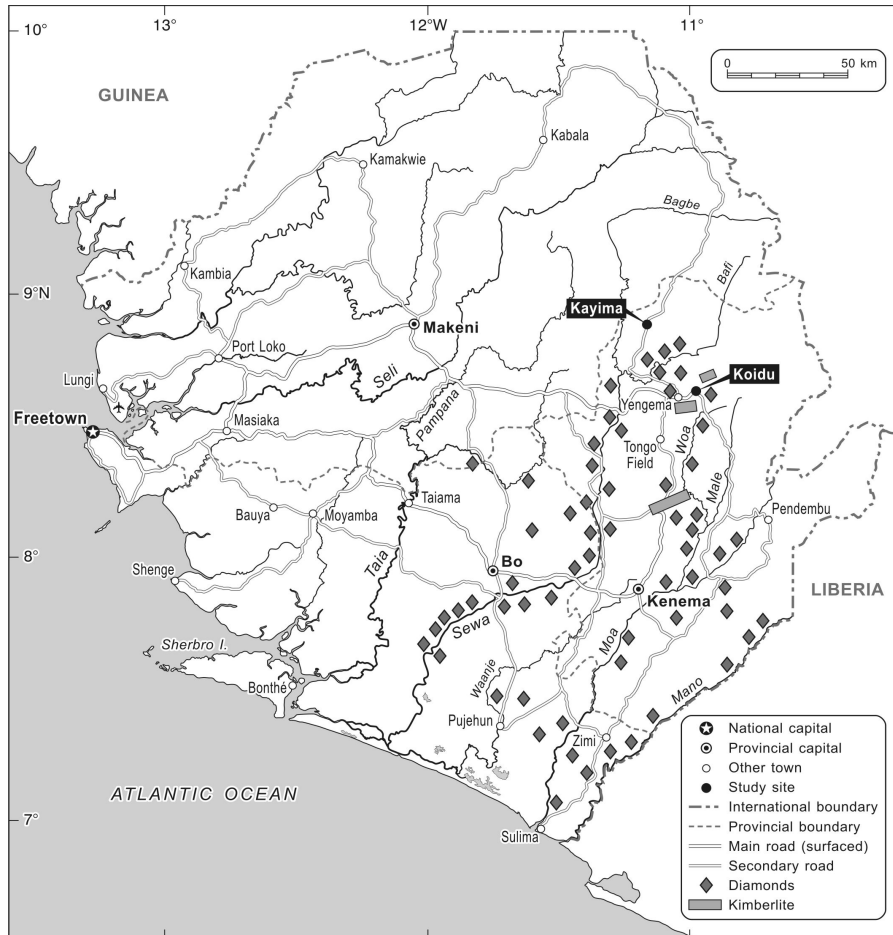 13°
12°W
11°
10°
0
50 km
GUINEA
Kabala
Kamakwie
Bagbe
Kambia
Bafi
9°N
Kayima
Makeni
Port Loko
Koidu
Lungi
Seli
Yengema
Freetown
Masiaka
Pampana
Tongo
Field
Woa
Male
Taiama
Pendembu
Bauya
Moyamba
8°
Bo
Taia
Shenge
Kenema
LIBERIA
Sewa
Sherbro I.
Moa
Waanje
Mano
Bonthé
Pujehun
Zimi
ATLANTIC OCEAN
7°
Sulima
National capital
Provincial capital
Other town
Study site
International boundary
Provincial boundary
Main road (surfaced)
Secondary road
Diamonds
Kimberlite